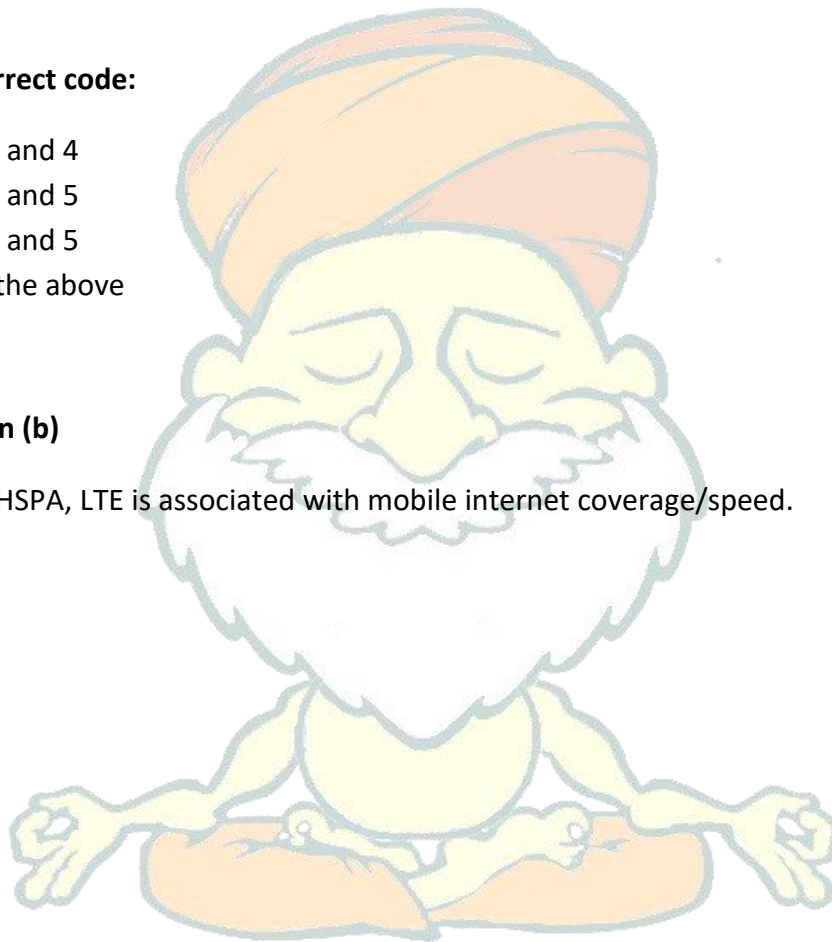 rrect code:
and 4
and 5
and 5
the above
n (b)
HSPA, LTE is associated with mobile internet coverage/speed.